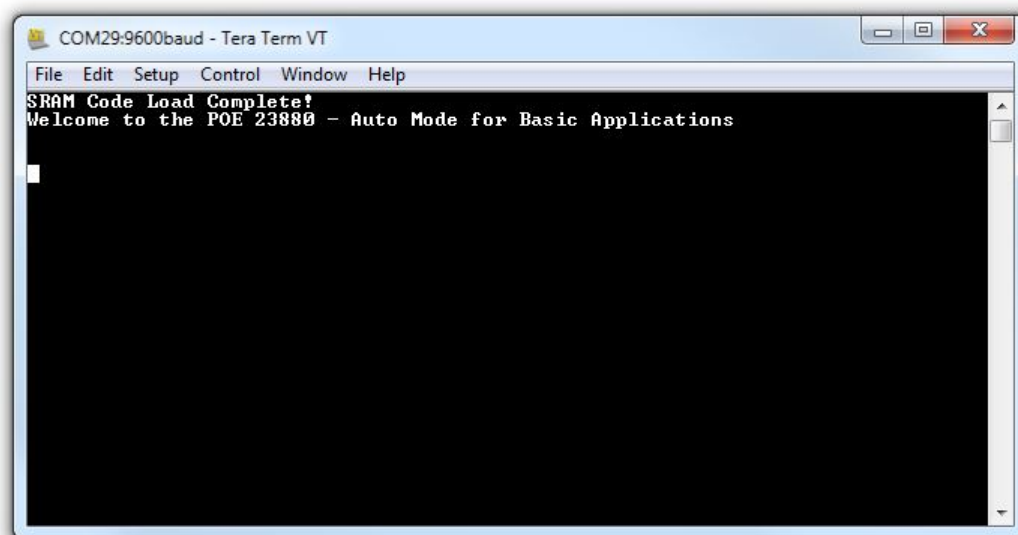 COM29:9600baud - Tera Term VT
File Edit Setup Control Window Help
SRAM Code Load Complete!
Welcome to the POE 23880 - Auto Mode for Basic Applications